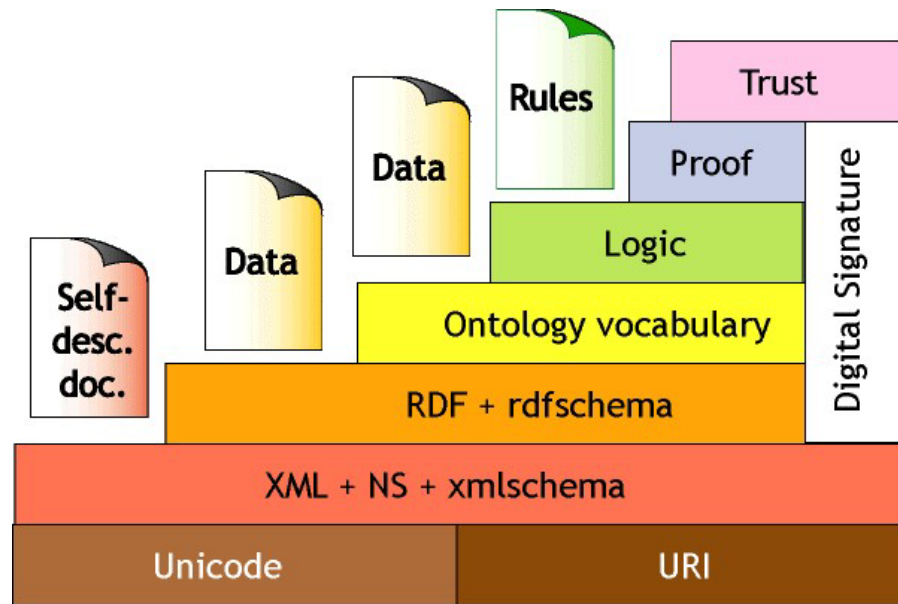 Rules
Trust
Data
Proof
Data
Logic
Self-
desc.
doc.
Ontology vocabulary
Digital Signature
RDF + rdfschema
XML + NS + xmlschema
Unicode
URI